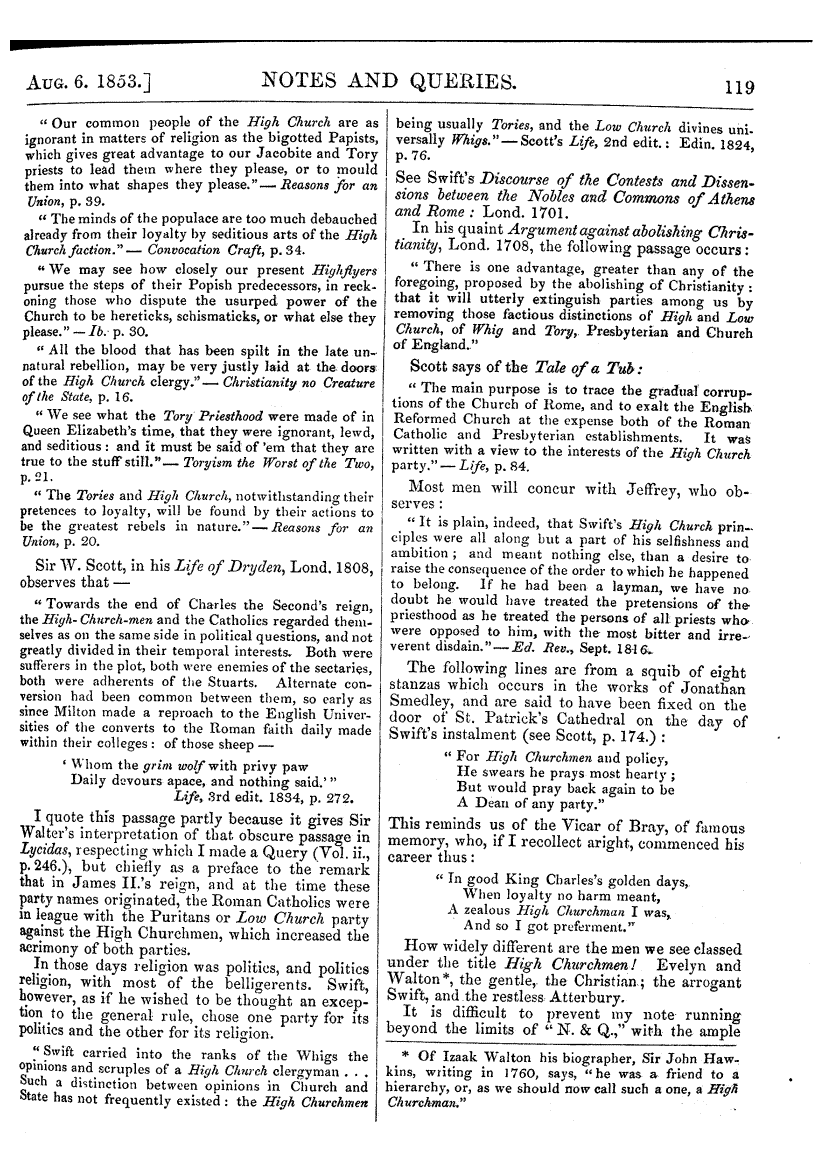 AUG. 6. 1853.] NOTES AND QUERIES. 119
“ Our common people of the High Church are as
ignorant in matters of religion as the bigotted Papists,
which gives great advantage to our Jacobite and Tory
priests to lead them where they please, or to mould
them into what shapes they please.” — Reasons for an
Union, p. 39.
“ The minds of the populace are too much debauched
already from their loyalty by seditious arts of the High
Church faction.” — Convocation Craft, p. 34.
“ We may see how closely our present Highflyers
pursue the steps of their Popish predecessors, in reck-
oning those who dispute the usurped power of the
Church to be hereticks, schismaticks, or what else they
please.” — Ib. p. 30.
“ All the blood that has been spilt in the late un-
natural rebellion, may be very justly laid at the doors
of the High Church clergy.” — Christianity no Creature
of the State, p. 16.
“ We see what the Tory Priesthood were made of in
Queen Elizabeth's time, that they were ignorant, lewd,
and seditious : and it must be said of 'em that they are
true to the stuff still.” — Toryism the Worst of the Two,
p. 21.
“ The Tories and High Church, notwithstanding their
pretences to loyalty, will be found by their actions to
be the greatest rebels in nature.” — Reasons for an
Union, p. 20.
Sir W. Scott, in his Life of Dryden, Lond. 1808,
observes that —
“ Towards the end of Charles the Second's reign,
the High-Church-men and the Catholics regarded them-
selves as on the same side in political questions, and not
greatly divided in their temporal interests. Both were
sufferers in the plot, both were enemies of the sectaries,
both were adherents of the Stuarts. Alternate con-
version had been common between them, so early as
since Milton made a reproach to the English Univer-
sities of the converts to the Roman faith daily made
within their colleges : of those sheep —
‘ Whom the grim wolf with privy paw
Daily devours apace, and nothing said.’ ”
Life, 3rd edit. 1834, p. 272.
I quote this passage partly because it gives Sir
Walter's interpretation of that obscure passage in
Lycidas, respecting which I made a Query (Vol. ii.,
p. 246.), but chiefly as a preface to the remark
that in James II.'s reign, and at the time these
party names originated, the Roman Catholics were
in league with the Puritans or Low Church party
against the High Churchmen, which increased the
acrimony of both parties.
In those days religion was politics, and politics
religion, with most of the belligerents. Swift,
however, as if he wished to be thought an excep-
tion to the general rule, chose one party for its
politics and the other for its religion.
“ Swift carried into the ranks of the Whigs the
opinions and scruples of a High Church clergyman . . .
Such a distinction between opinions in Church and
State has not frequently existed : the High Churchmen
being usually Tories, and the Low Church divines uni-
versally Whigs.” — Scott's Life, 2nd edit. : Edin. 1824,
p. 76.
See Swift's Discourse of the Contests and Dissen-
sions between the Nobles and Commons of Athens
and Rome : Lond. 1701.
In his quaint Argument against abolishing Chris-
tianity, Lond. 1708, the following passage occurs :
“ There is one advantage, greater than any of the
foregoing, proposed by the abolishing of Christianity :
that it will utterly extinguish parties among us by
removing those factious distinctions of High and Low
Church, of Whig and Tory, Presbyterian and Church
of England.”
Scott says of the Tale of a Tub :
“ The main purpose is to trace the gradual corrup-
tions of the Church of Rome, and to exalt the English
Reformed Church at the expense both of the Roman
Catholic and Presbyterian establishments. It was
written with a view to the interests of the High Church
party.” — Life, p. 84.
Most men will concur with Jeffrey, who ob-
serves :
“ It is plain, indeed, that Swift's High Church prin-
ciples were all along but a part of his selfishness and
ambition ; and meant nothing else, than a desire to
raise the consequence of the order to which he happened
to belong. If he had been a layman, we have no
doubt he would have treated the pretensions of the
priesthood as he treated the persons of all priests who
were opposed to him, with the most bitter and irre-
verent disdain.” — Ed. Rev., Sept. 1816.
The following lines are from a squib of eight
stanzas which occurs in the works of Jonathan
Smedley, and are said to have been fixed on the
door of St. Patrick's Cathedral on the day of
Swift's instalment (see Scott, p. 174.) :
“ For High Churchmen and policy,
He swears he prays most hearty ;
But would pray back again to be
A Dean of any party.”
This reminds us of the Vicar of Bray, of famous
memory, who, if I recollect aright, commenced his
career thus :
“ In good King Charles's golden days,
When loyalty no harm meant,
A zealous High Churchman I was,
And so I got preferment.”
How widely different are the men we see classed
under the title High Churchmen! Evelyn and
Walton*, the gentle, the Christian ; the arrogant
Swift, and the restless Atterbury.
It is difficult to prevent my note running
beyond the limits of “ N. & Q.,” with the ample
* Of Izaak Walton his biographer, Sir John Haw-
kins, writing in 1760, says, “ he was a friend to a
hierarchy, or, as we should now call such a one, a High
Churchman.”